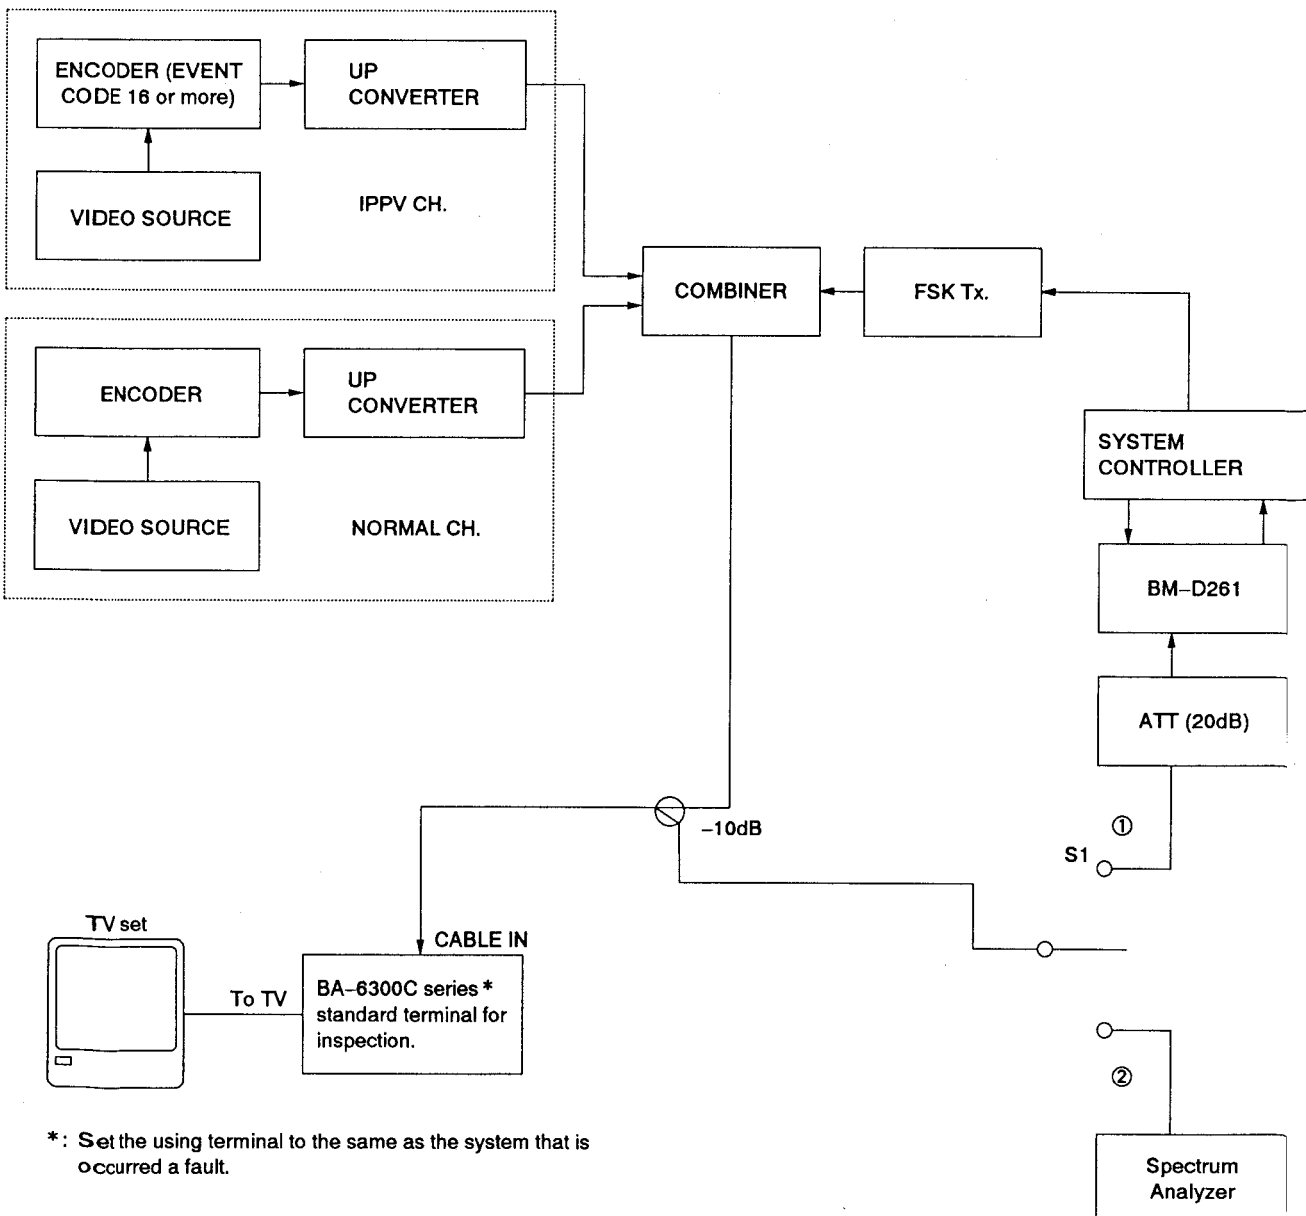 ENCODER (EVENT
CODE 16 or more)
UP
CONVERTER
VIDEO SOURCE
IPPV CH.
COMBINER
FSK Tx.
ENCODER
UP
CONVERTER
VIDEO SOURCE
NORMAL CH.
SYSTEM
CONTROLLER
BM–D261
ATT (20dB)
–10dB
①
S1
TV set
CABLE IN
To TV
BA–6300C series *
standard terminal for
inspection.
②
*: Set the using terminal to the same as the system that is
occurred a fault.
Spectrum
Analyzer